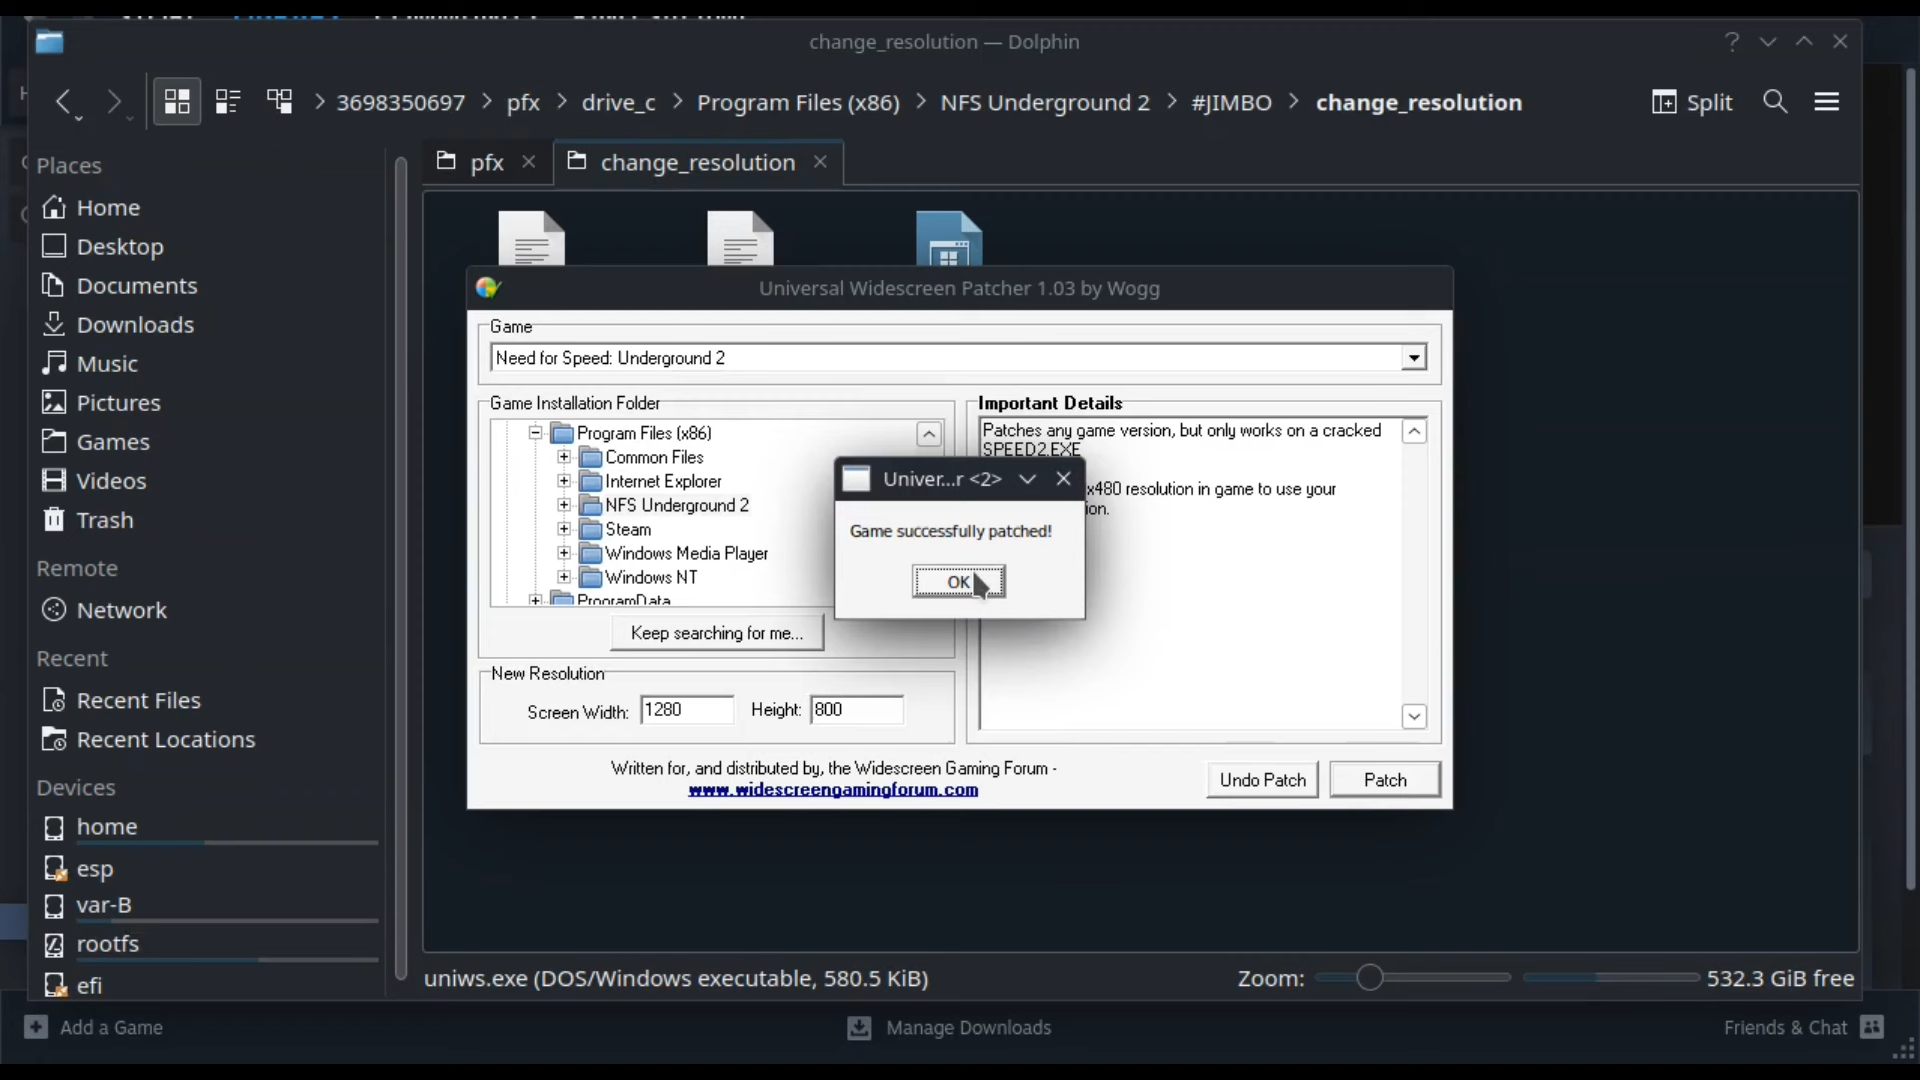 change_resolution — Dolphin
3698350697 > pfx > drive_c > Program Files (x86) > NFS Underground 2 > #JIMBO > change_resolution
Split
pfx
change_resolution
Places
Home
Desktop
Documents
Downloads
Music
Pictures
Games
Videos
Trash
Remote
Network
Recent
Recent Files
Recent Locations
Devices
home
esp
var-B
rootfs
efi
Universal Widescreen Patcher 1.03 by Wogg
Game
Need for Speed: Underground 2
Game Installation Folder
Program Files (x86)
Common Files
Internet Explorer
NFS Underground 2
Steam
Windows Media Player
Windows NT
ProgramData
Keep searching for me...
Important Details
Patches any game version, but only works on a cracked
SPEED2.EXE
x480 resolution in game to use your
ion.
Univer...r <2>
Game successfully patched!
OK
New Resolution
Screen Width: 1280 Height: 800
Written for, and distributed by, the Widescreen Gaming Forum -
www.widescreengamingforum.com
Undo Patch
Patch
uniws.exe (DOS/Windows executable, 580.5 KiB)
Zoom:
532.3 GiB free
Add a Game
Manage Downloads
Friends & Chat